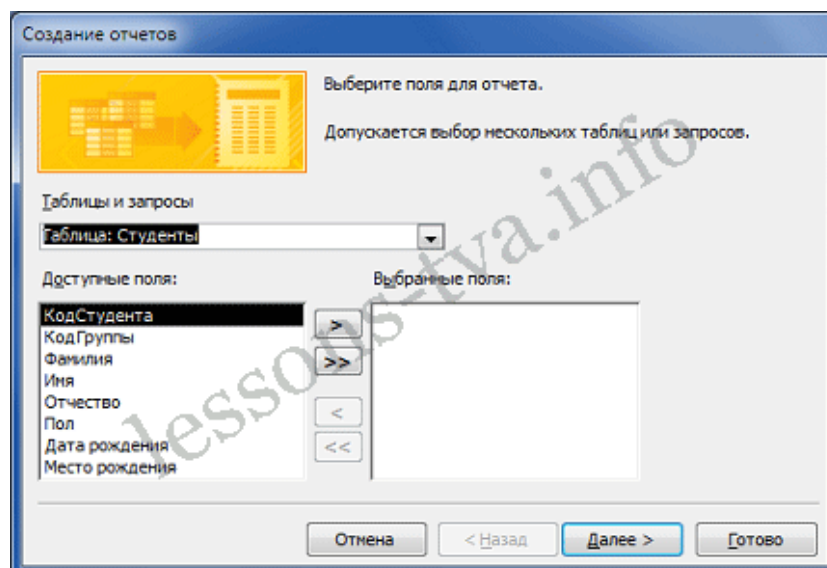 Создание отчетов
Выберите поля для отчета.
Допускается выбор нескольких таблиц или запросов.
Таблицы и запросы
Таблица: Студенты
Доступные поля:
Выбранные поля:
КодСтудента
КодГруппы
Фамилия
Имя
Отчество
Пол
Дата рождения
Место рождения
>
>>
<
<<
Отмена
< Назад
Далее >
Готово
lessons-tva.info